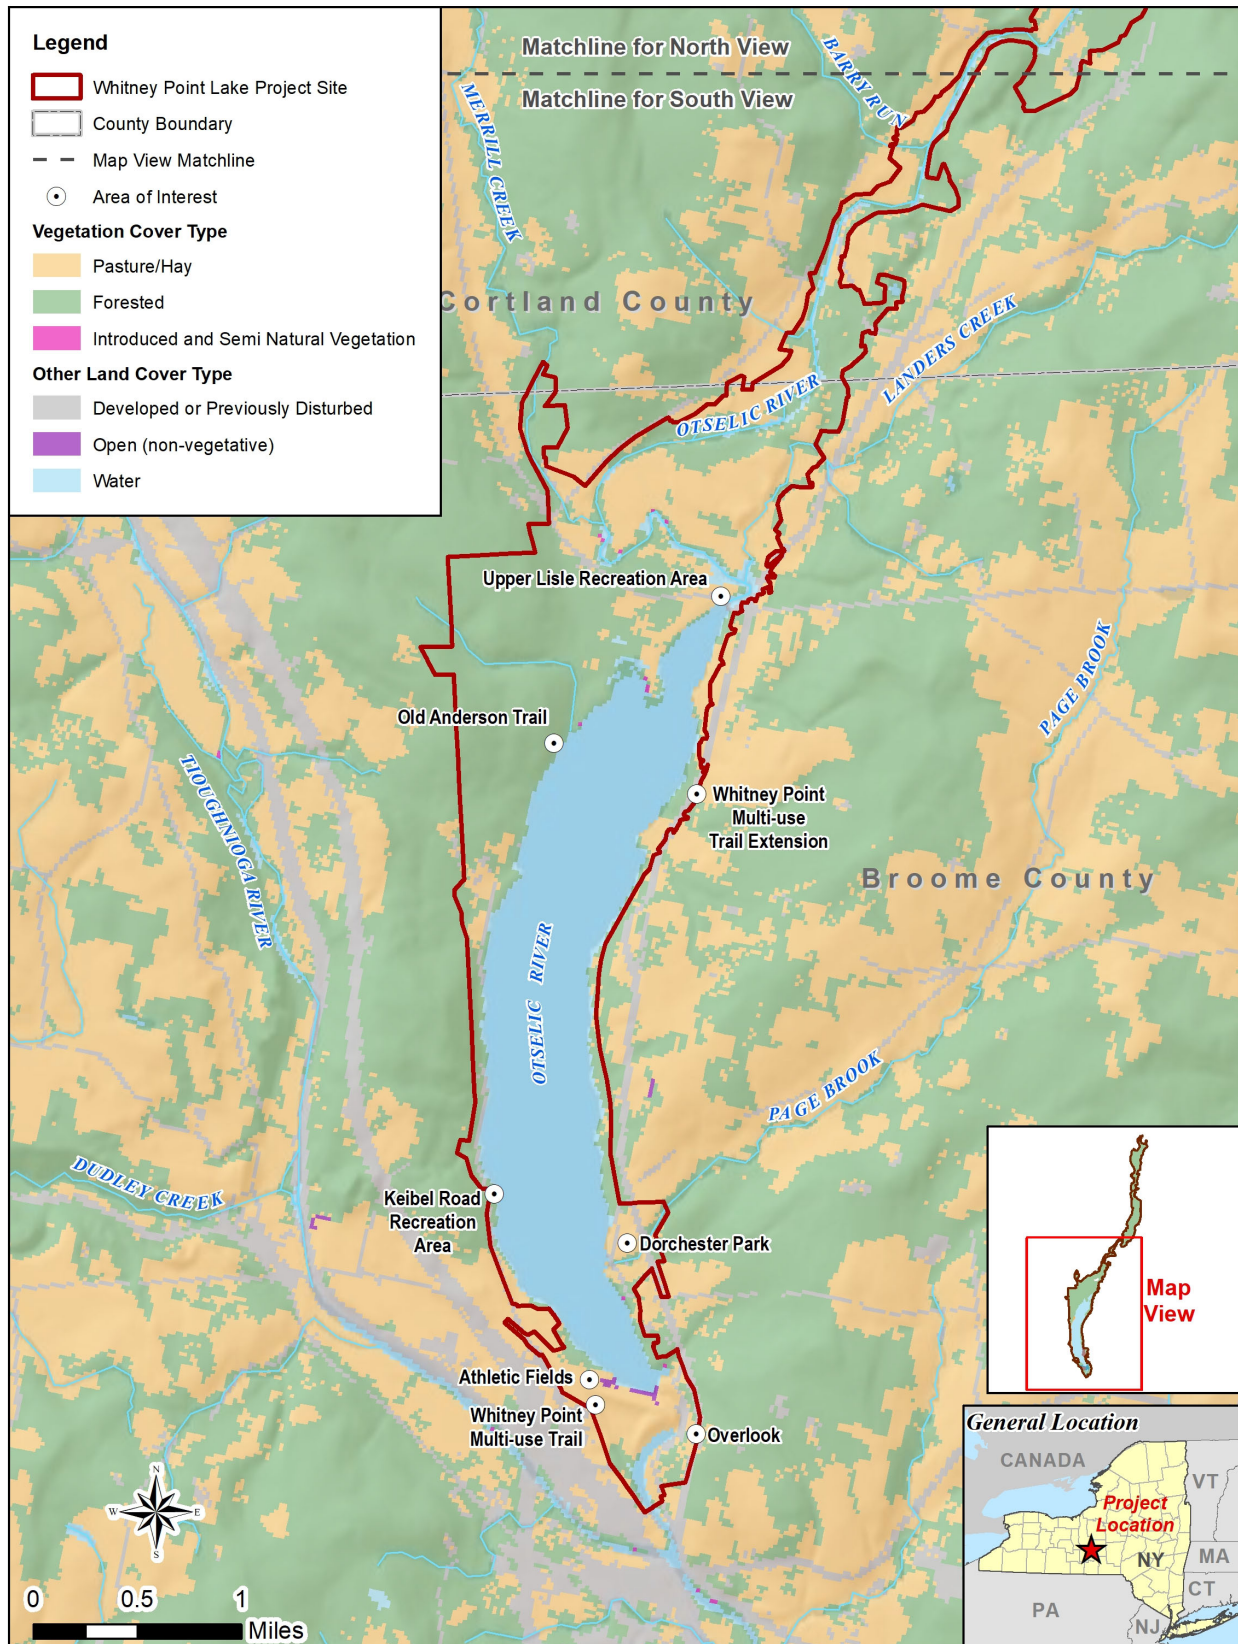 Legend
Whitney Point Lake Project Site
County Boundary
Map View Matchline
Area of Interest
Vegetation Cover Type
Pasture/Hay
Forested
Introduced and Semi Natural Vegetation
Other Land Cover Type
Developed or Previously Disturbed
Open (non-vegetative)
Water
Matchline for North View
Matchline for South View
BARRY RUN
MERRILL CREEK
Cortland County
LANDERS CREEK
OTSELIC RIVER
Upper Lisle Recreation Area
PAGE BROOK
Old Anderson Trail
TIOUGHNIOGA RIVER
Whitney Point
Multi-use
Trail Extension
Broome County
OTSELIC RIVER
PAGE BROOK
DUDLEY CREEK
Keibel Road
Recreation
Area
Dorchester Park
Map
View
Athletic Fields
Whitney Point
Multi-use Trail
Overlook
General Location
CANADA
VT
Project
Location
NY
MA
CT
PA
NJ
N
W
E
S
0 0.5 1
Miles